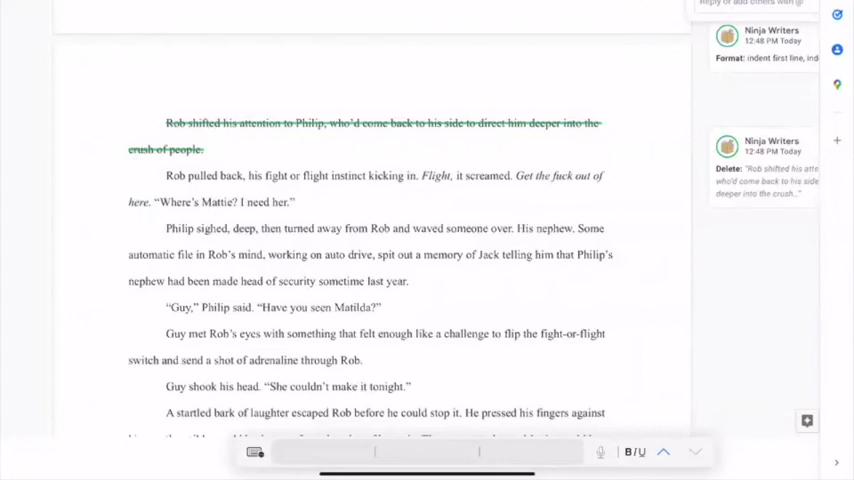 Reply or add others with @
Ninja Writers
12:48 PM Today
Format: indent first line, ind
Rob shifted his attention to Philip, who'd come back to his side to direct him deeper into the
crush of people.
Rob pulled back, his fight or flight instinct kicking in. Flight, it screamed. Get the fuck out of
here. "Where's Mattie? I need her."
Philip sighed, deep, then turned away from Rob and waved someone over. His nephew. Some
automatic file in Rob's mind, working on auto drive, spit out a memory of Jack telling him that Philip's
nephew had been made head of security sometime last year.
"Guy," Philip said. "Have you seen Matilda?"
Guy met Rob's eyes with something that felt enough like a challenge to flip the fight-or-flight
switch and send a shot of adrenaline through Rob.
Guy shook his head. "She couldn't make it tonight."
A startled bark of laughter escaped Rob before he could stop it. He pressed his fingers against
Ninja Writers
12:48 PM Today
Delete: "Rob shifted his atte
who'd come back to his side
deeper into the crush..."
B I U